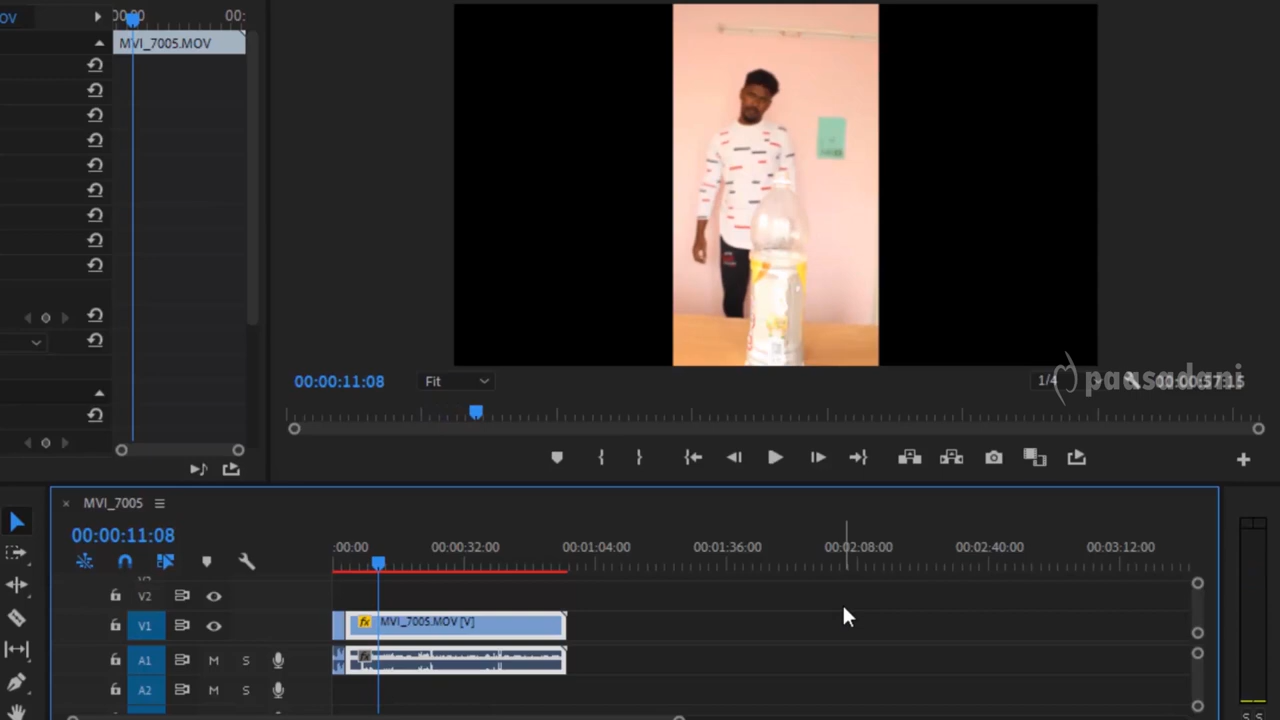 OV
00:00
00:
MVI_7005.MOV
00:00:11:08
Fit
1/4
00:00:57:15
pausadani
MVI_7005
00:00:11:08
:00:00
00:00:32:00
00:01:04:00
00:01:36:00
00:02:08:00
00:02:40:00
00:03:12:00
V2
V1
fx MVI_7005.MOV [V]
A1
M
S
fx
A2
M
S
S S